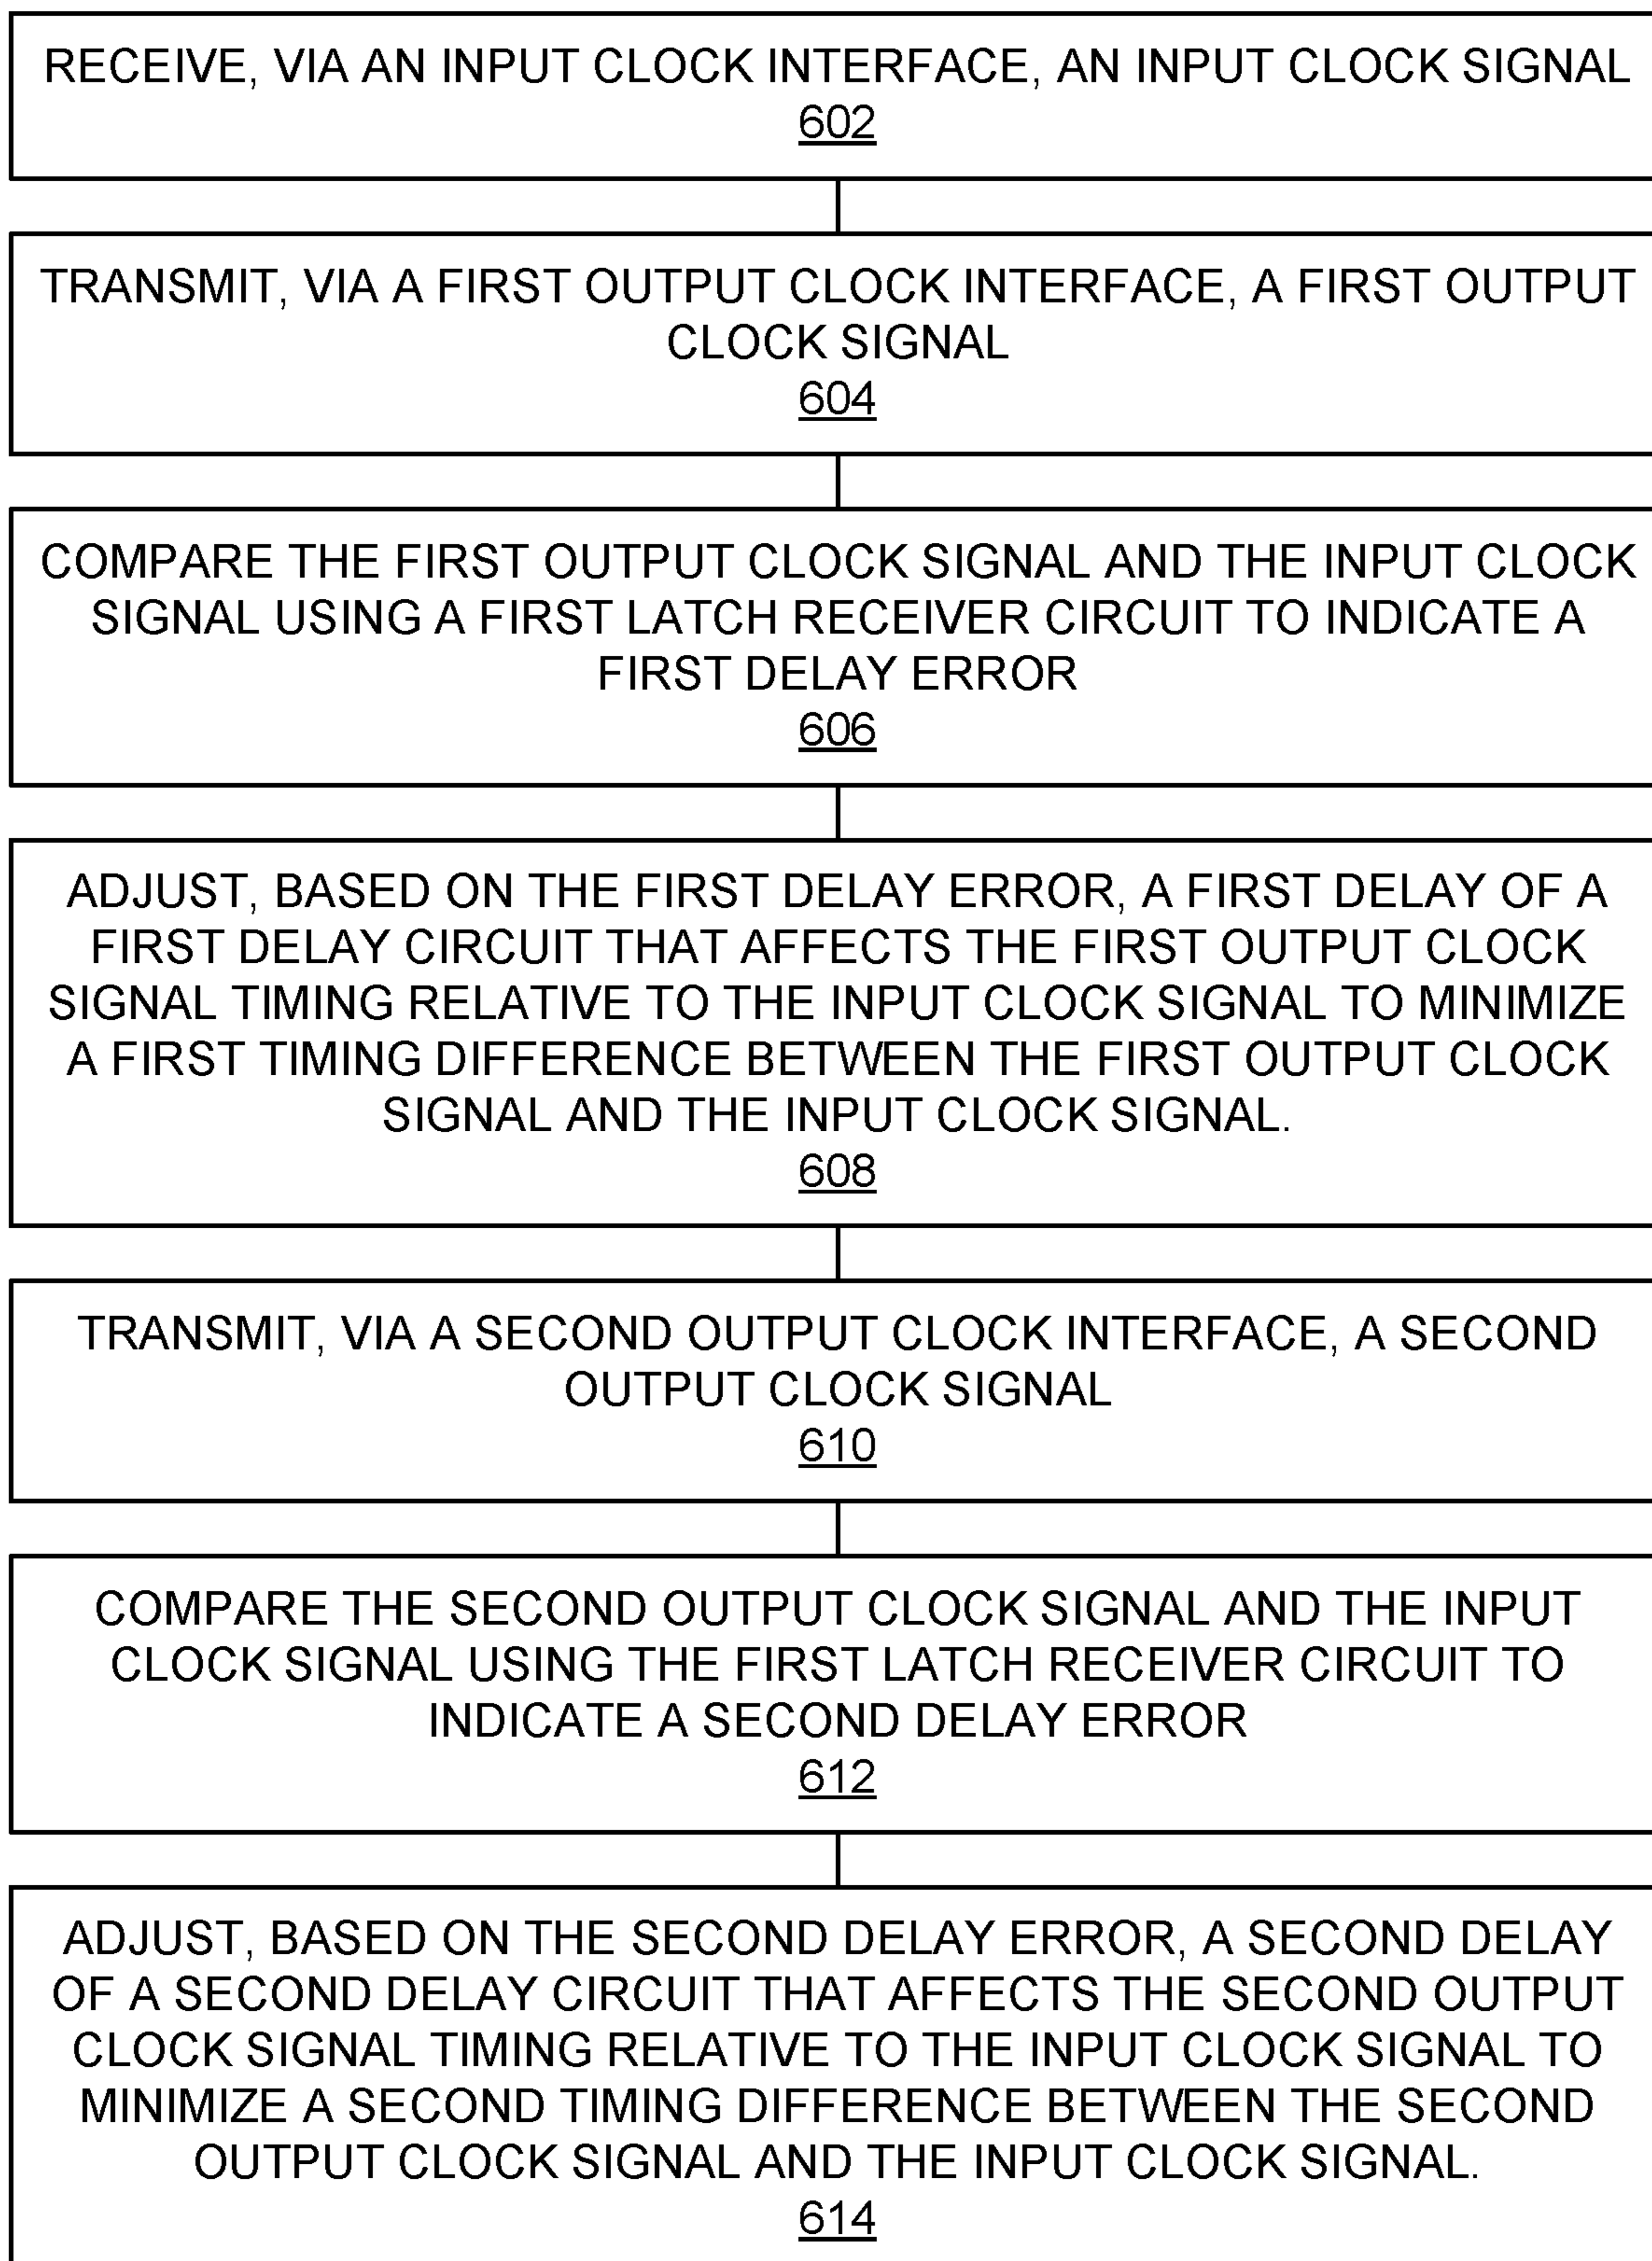 RECEIVE, VIA AN INPUT CLOCK INTERFACE, AN INPUT CLOCK SIGNAL
602
TRANSMIT, VIA A FIRST OUTPUT CLOCK INTERFACE, A FIRST OUTPUT
CLOCK SIGNAL
604
COMPARE THE FIRST OUTPUT CLOCK SIGNAL AND THE INPUT CLOCK
SIGNAL USING A FIRST LATCH RECEIVER CIRCUIT TO INDICATE A
FIRST DELAY ERROR
606
ADJUST, BASED ON THE FIRST DELAY ERROR, A FIRST DELAY OF A
FIRST DELAY CIRCUIT THAT AFFECTS THE FIRST OUTPUT CLOCK
SIGNAL TIMING RELATIVE TO THE INPUT CLOCK SIGNAL TO MINIMIZE
A FIRST TIMING DIFFERENCE BETWEEN THE FIRST OUTPUT CLOCK
SIGNAL AND THE INPUT CLOCK SIGNAL.
608
TRANSMIT, VIA A SECOND OUTPUT CLOCK INTERFACE, A SECOND
OUTPUT CLOCK SIGNAL
610
COMPARE THE SECOND OUTPUT CLOCK SIGNAL AND THE INPUT
CLOCK SIGNAL USING THE FIRST LATCH RECEIVER CIRCUIT TO
INDICATE A SECOND DELAY ERROR
612
ADJUST, BASED ON THE SECOND DELAY ERROR, A SECOND DELAY
OF A SECOND DELAY CIRCUIT THAT AFFECTS THE SECOND OUTPUT
CLOCK SIGNAL TIMING RELATIVE TO THE INPUT CLOCK SIGNAL TO
MINIMIZE A SECOND TIMING DIFFERENCE BETWEEN THE SECOND
OUTPUT CLOCK SIGNAL AND THE INPUT CLOCK SIGNAL.
614